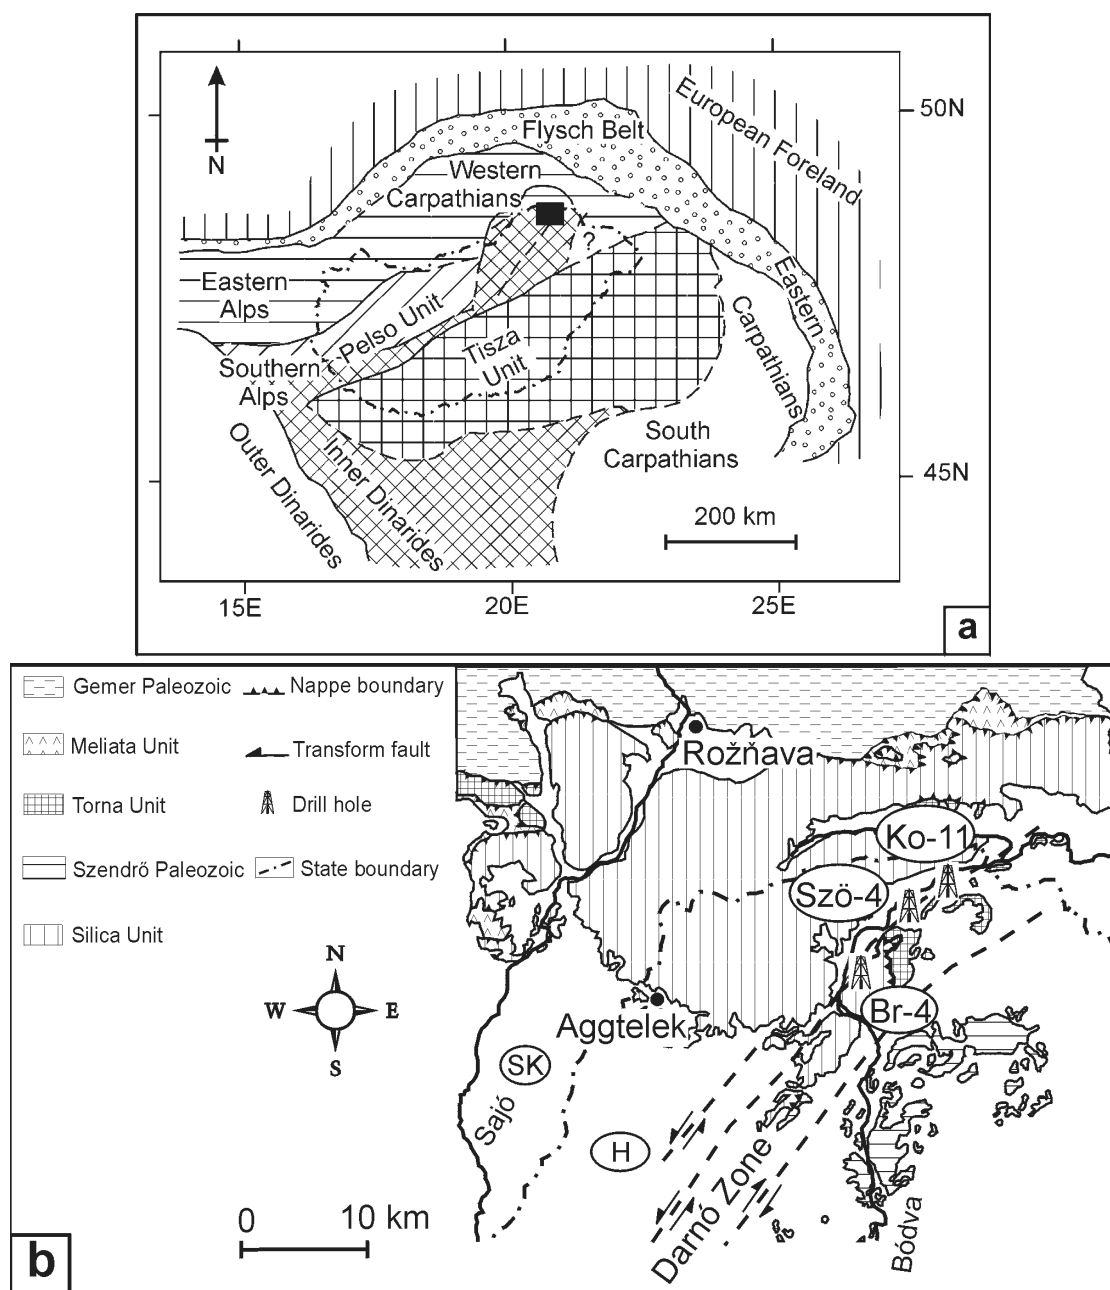 N
50N
European Foreland
Flysch Belt
Western
Carpathians
?
Eastern
Alps
Pelso Unit
Tisza
Unit
Eastern
Carpathians
Southern
Alps
Outer Dinarides
Inner Dinarides
South
Carpathians
45N
200 km
15E
20E
25E
a
Gemer Paleozoic
Nappe boundary
Meliata Unit
Transform fault
Torna Unit
Drill hole
Szendrő Paleozoic
State boundary
Silica Unit
Rožňava
Ko-11
Szö-4
Br-4
Aggtelek
N
W
E
S
SK
Sajó
H
Darnó Zone
Bódva
0
10 km
b